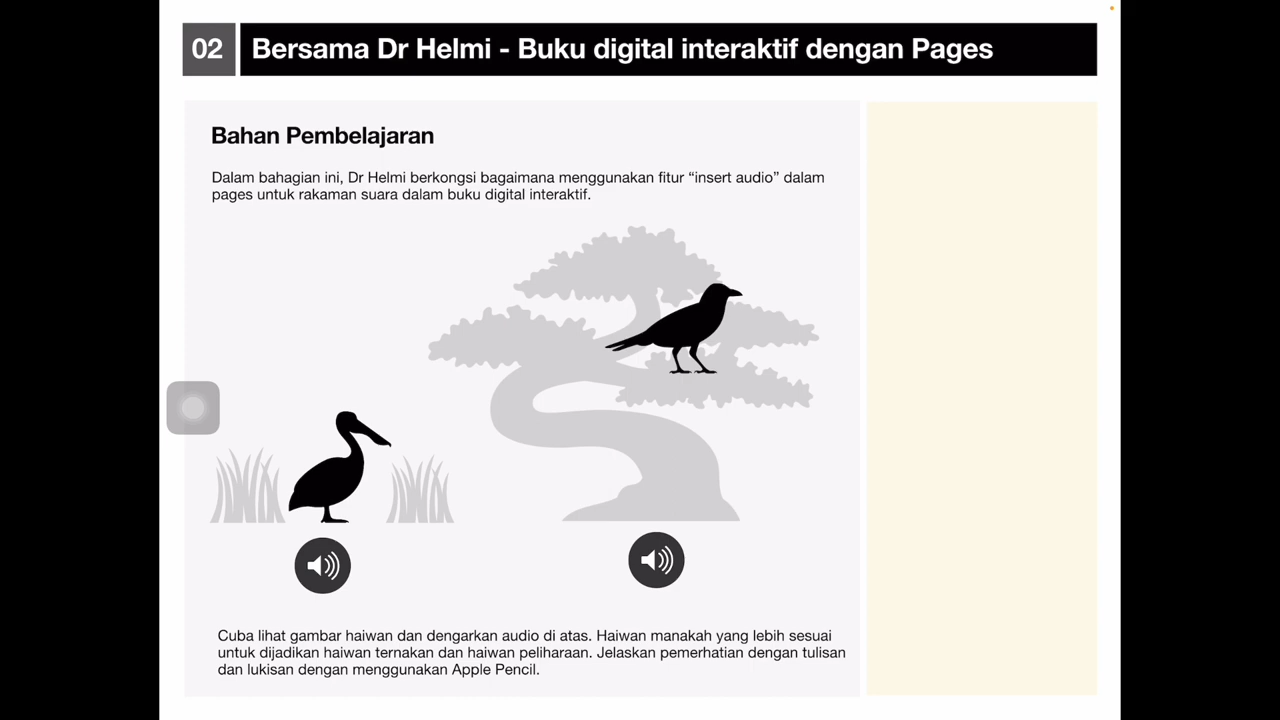 02
Bersama Dr Helmi - Buku digital interaktif dengan Pages
Bahan Pembelajaran
Dalam bahagian ini, Dr Helmi berkongsi bagaimana menggunakan fitur “insert audio” dalam
pages untuk rakaman suara dalam buku digital interaktif.
Cuba lihat gambar haiwan dan dengarkan audio di atas. Haiwan manakah yang lebih sesuai
untuk dijadikan haiwan ternakan dan haiwan peliharaan. Jelaskan pemerhatian dengan tulisan
dan lukisan dengan menggunakan Apple Pencil.